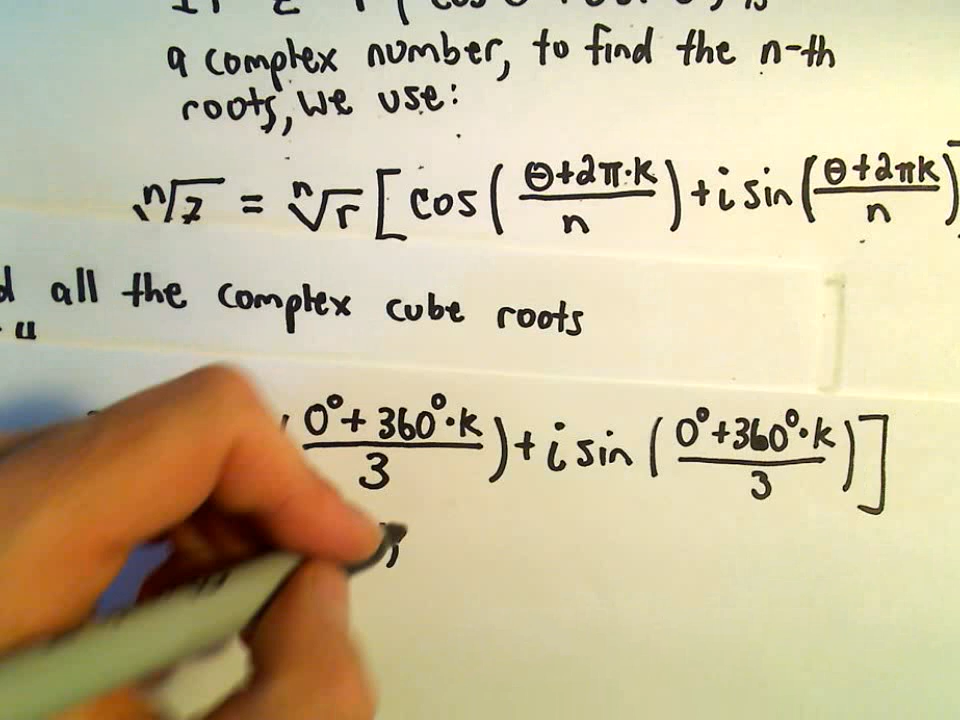 a complex number, to find the n-th
roots, we use:
ⁿ√z = ⁿ√r [cos(θ+2π·k/n) + i sin(θ+2πk/n)]
all the complex cube roots
(0°+360°·k/3) + i sin(0°+360°·k/3)]